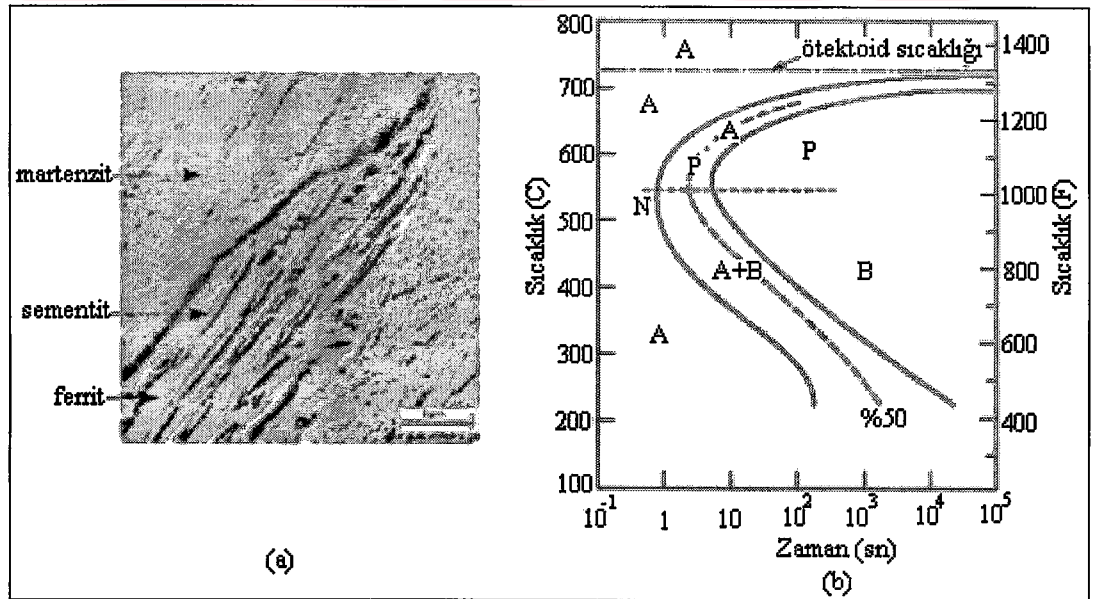 martenzit
sementit
ferrit
(a)
Sıcaklık (C)
800
700
600
500
400
300
200
100
A
ötektoid sıcaklığı
A
A
P
P
N
A+B
B
A
%50
1400
1200
1000
800
600
400
Sıcaklık (F)
10⁻¹
1
10
10²
10³
10⁴
10⁵
Zaman (sn)
(b)